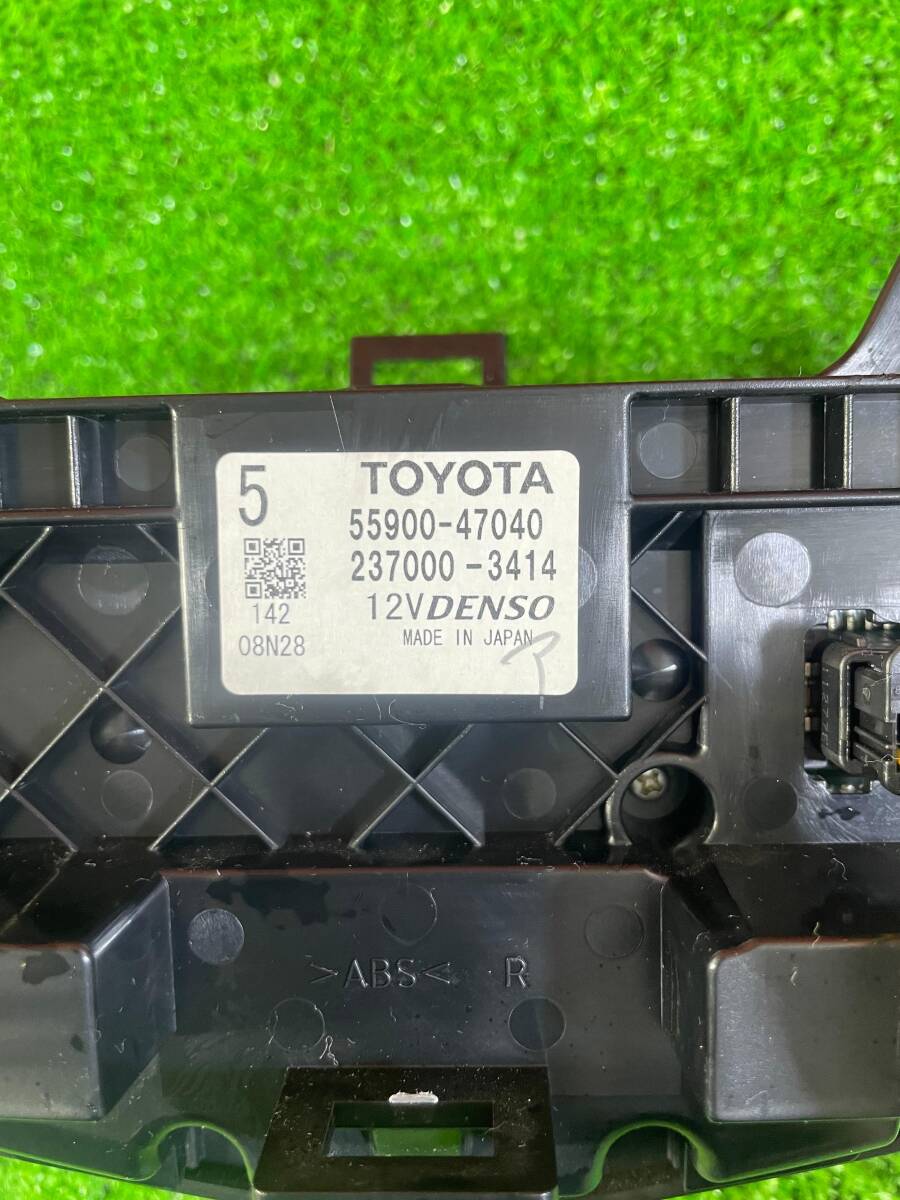 5
TOYOTA
55900-47040
237000-3414
142
12V DENSO
08N28
MADE IN JAPAN
>ABS< R